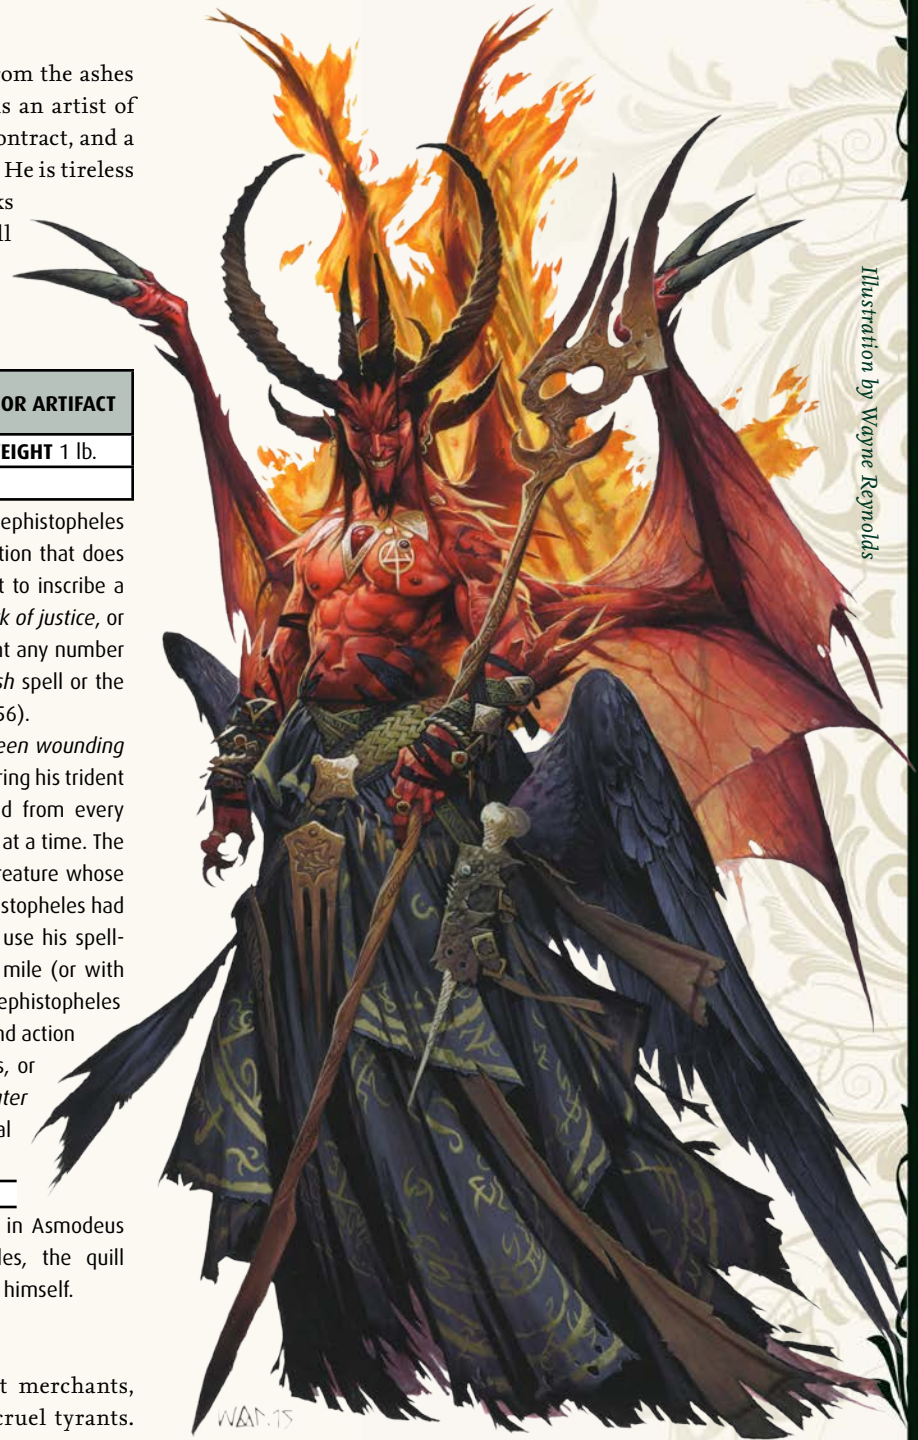 rom the ashes
s an artist of
ontract, and a
He is tireless
ks
ll
OR ARTIFACT
EIGHT 1 lb.
ephistopheles
tion that does
t to inscribe a
k of justice, or
at any number
sh spell or the
56).
een wounding
ring his trident
d from every
at a time. The
reature whose
stopheles had
use his spell-
mile (or with
ephistopheles
nd action
s, or
ter
al
in Asmodeus
les, the quill
himself.
t merchants,
cruel tyrants.
Illustration by Wayne Reynolds
WAR.15